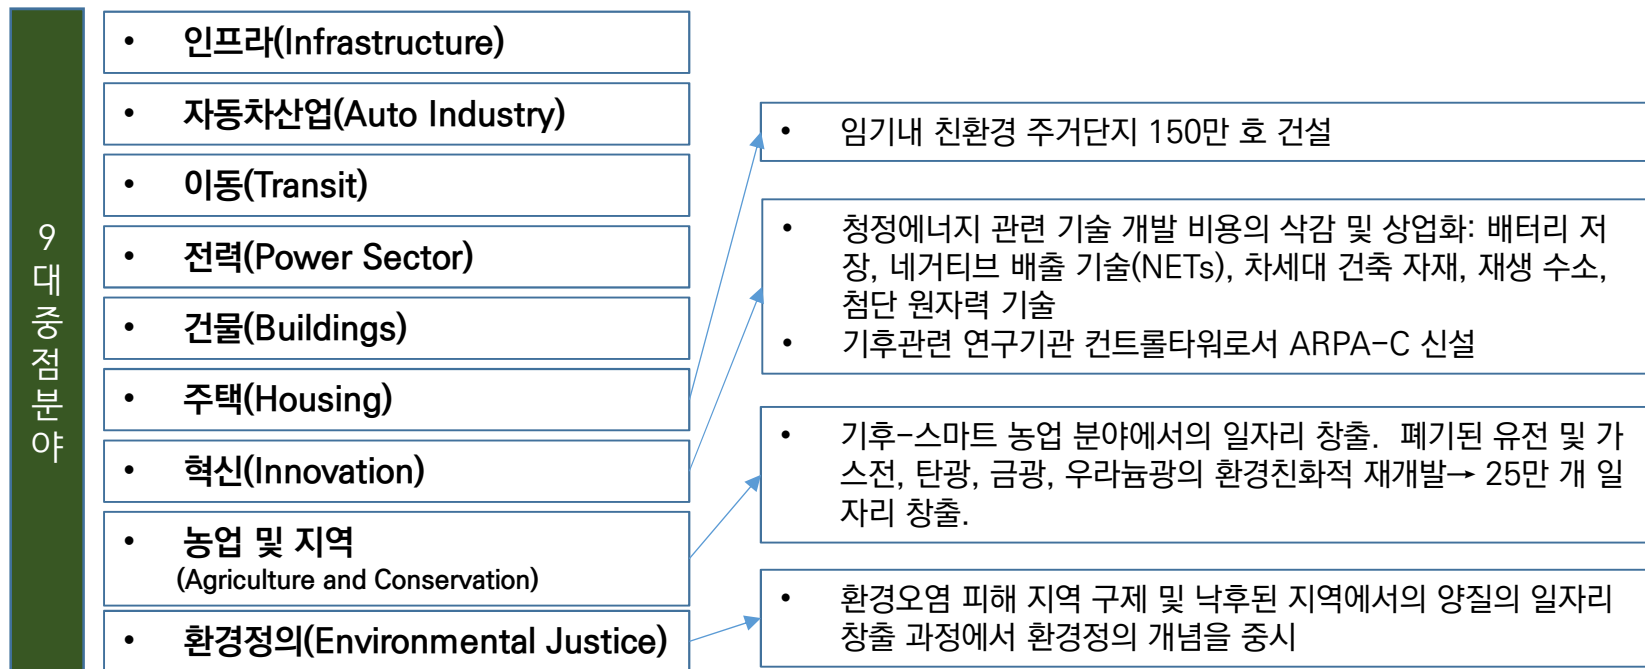 9대중점분야
• 인프라(Infrastructure)
• 자동차산업(Auto Industry)
• 이동(Transit)
• 전력(Power Sector)
• 건물(Buildings)
• 주택(Housing)
• 혁신(Innovation)
• 농업 및 지역
(Agriculture and Conservation)
• 환경정의(Environmental Justice)
• 임기내 친환경 주거단지 150만 호 건설
• 청정에너지 관련 기술 개발 비용의 삭감 및 상업화: 배터리 저
장, 네거티브 배출 기술(NETs), 차세대 건축 자재, 재생 수소,
첨단 원자력 기술
• 기후관련 연구기관 컨트롤타워로서 ARPA-C 신설
• 기후-스마트 농업 분야에서의 일자리 창출. 폐기된 유전 및 가
스전, 탄광, 금광, 우라늄광의 환경친화적 재개발→ 25만 개 일
자리 창출.
• 환경오염 피해 지역 구제 및 낙후된 지역에서의 양질의 일자리
창출 과정에서 환경정의 개념을 중시